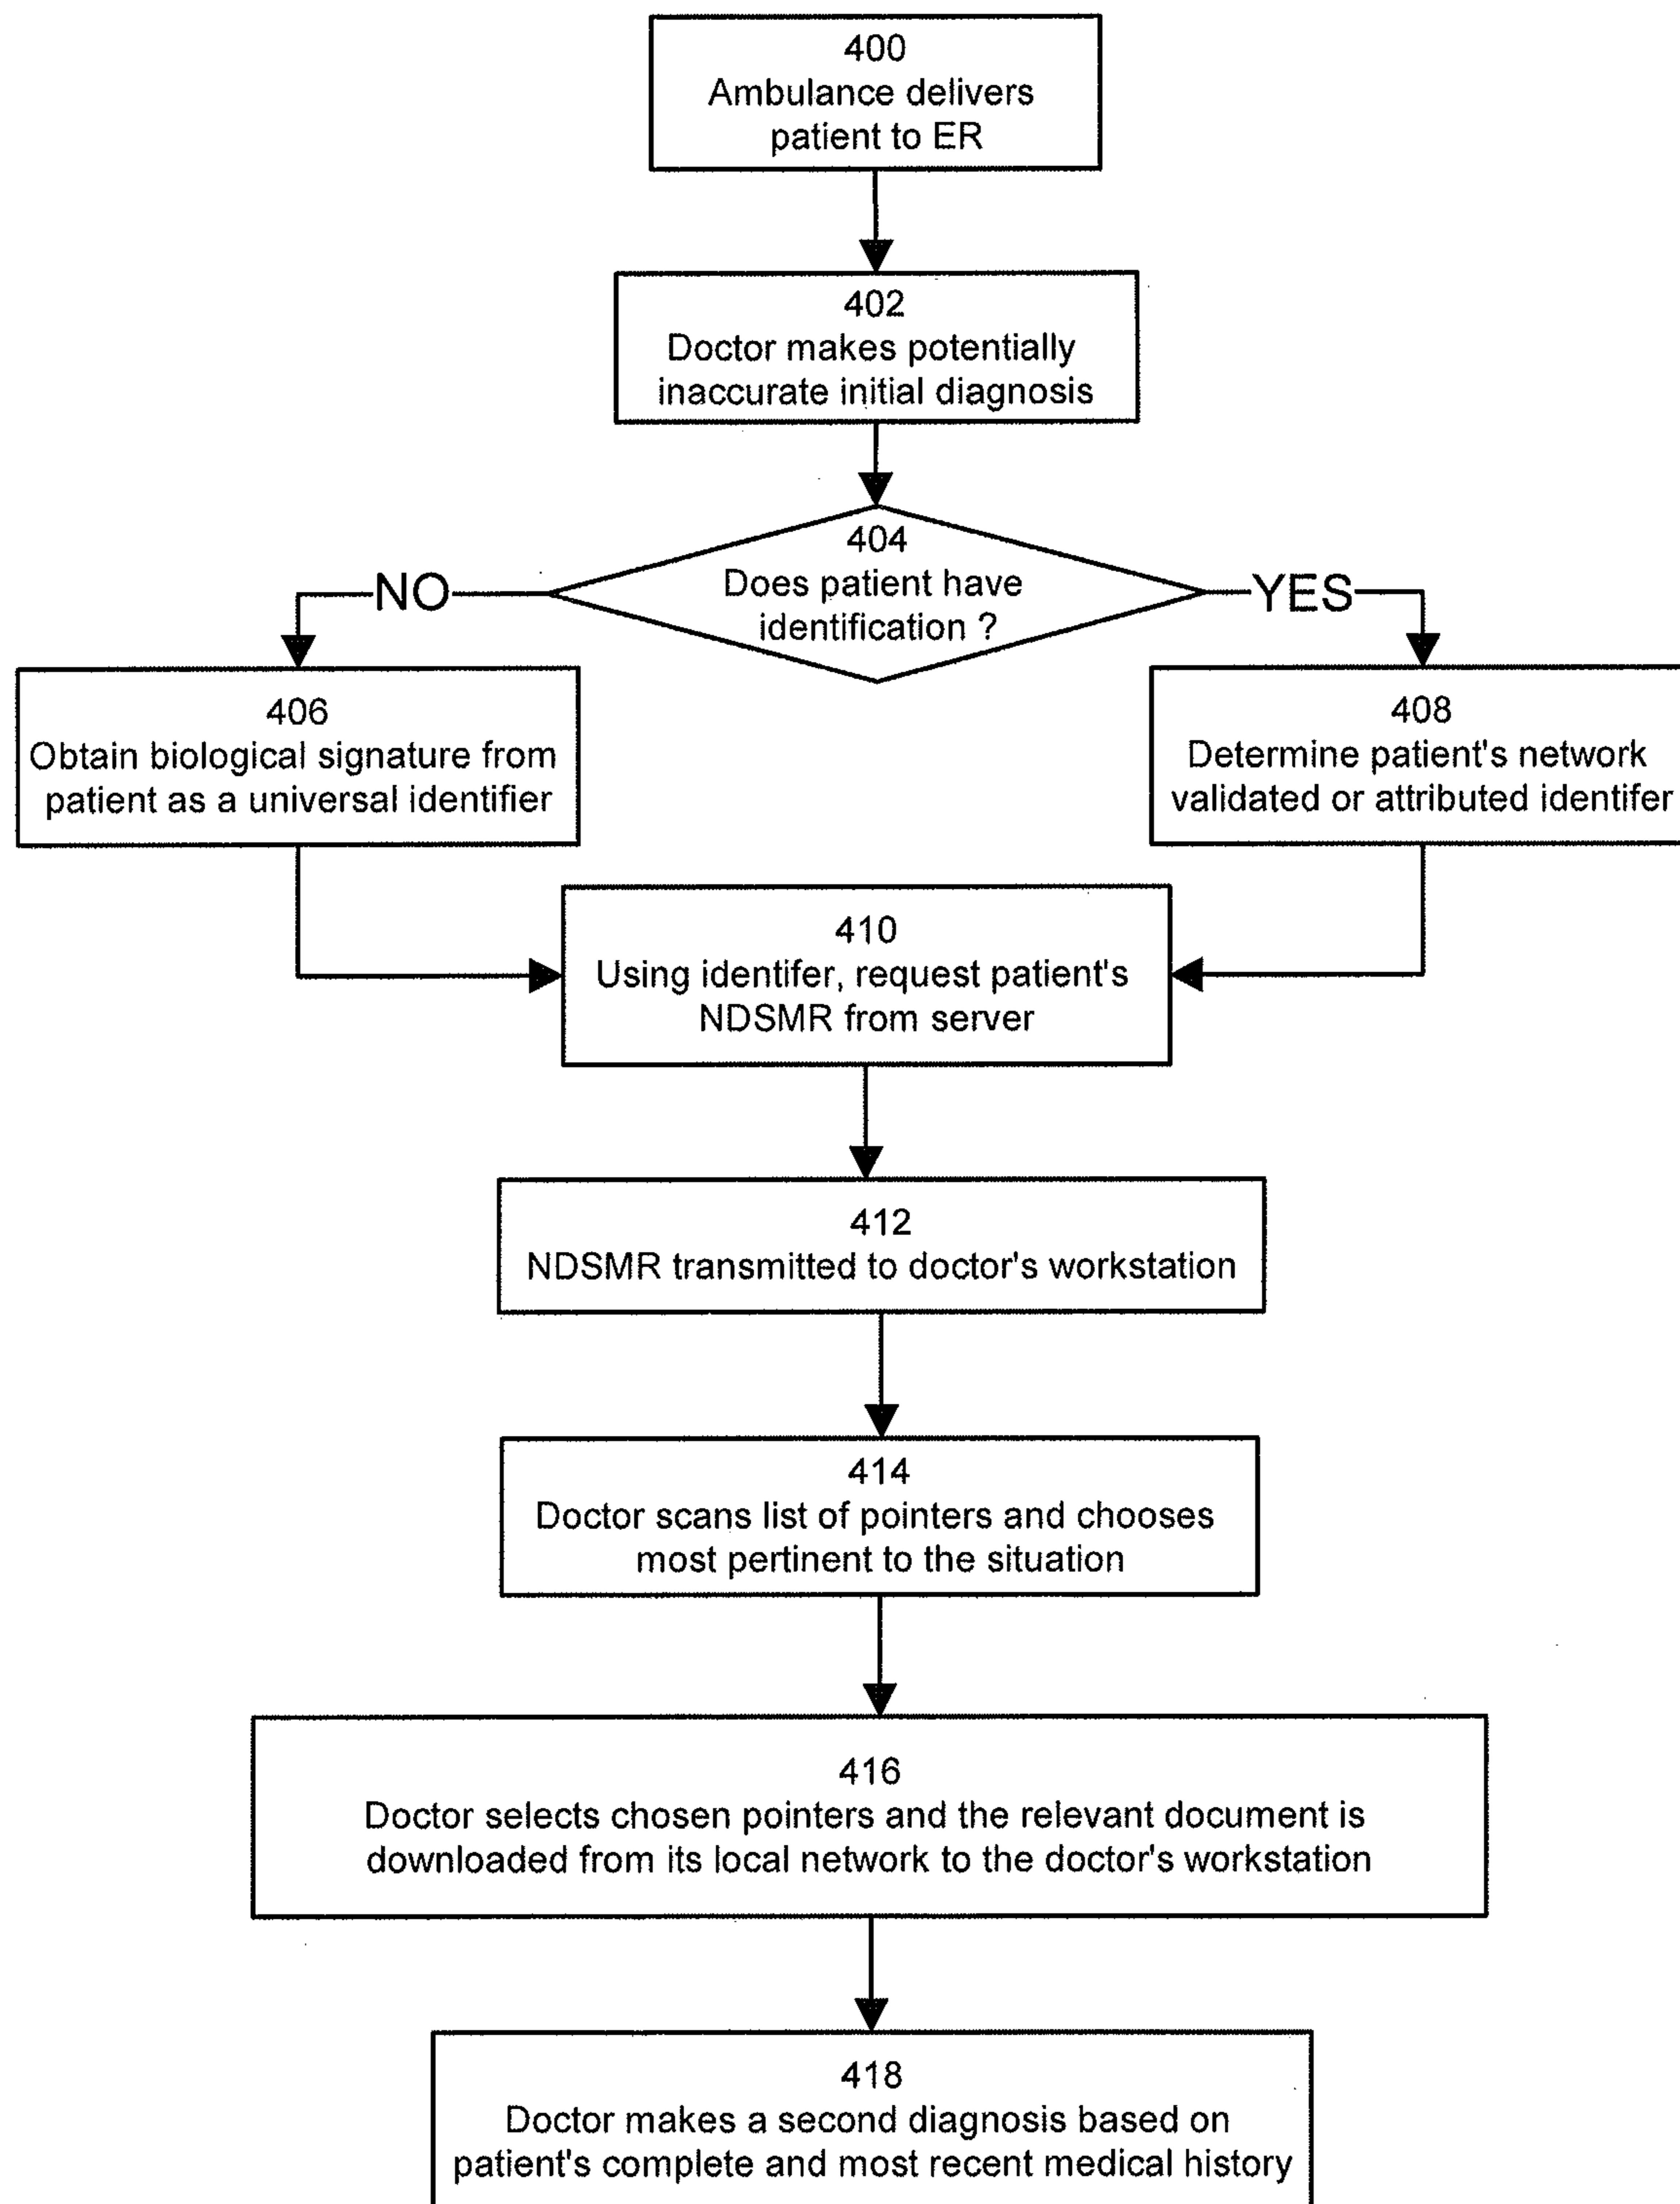 400
Ambulance delivers
patient to ER
402
Doctor makes potentially
inaccurate initial diagnosis
404
Does patient have
identification ?
NO
YES
406
Obtain biological signature from
patient as a universal identifier
408
Determine patient's network
validated or attributed identifer
410
Using identifer, request patient's
NDSMR from server
412
NDSMR transmitted to doctor's workstation
414
Doctor scans list of pointers and chooses
most pertinent to the situation
416
Doctor selects chosen pointers and the relevant document is
downloaded from its local network to the doctor's workstation
418
Doctor makes a second diagnosis based on
patient's complete and most recent medical history